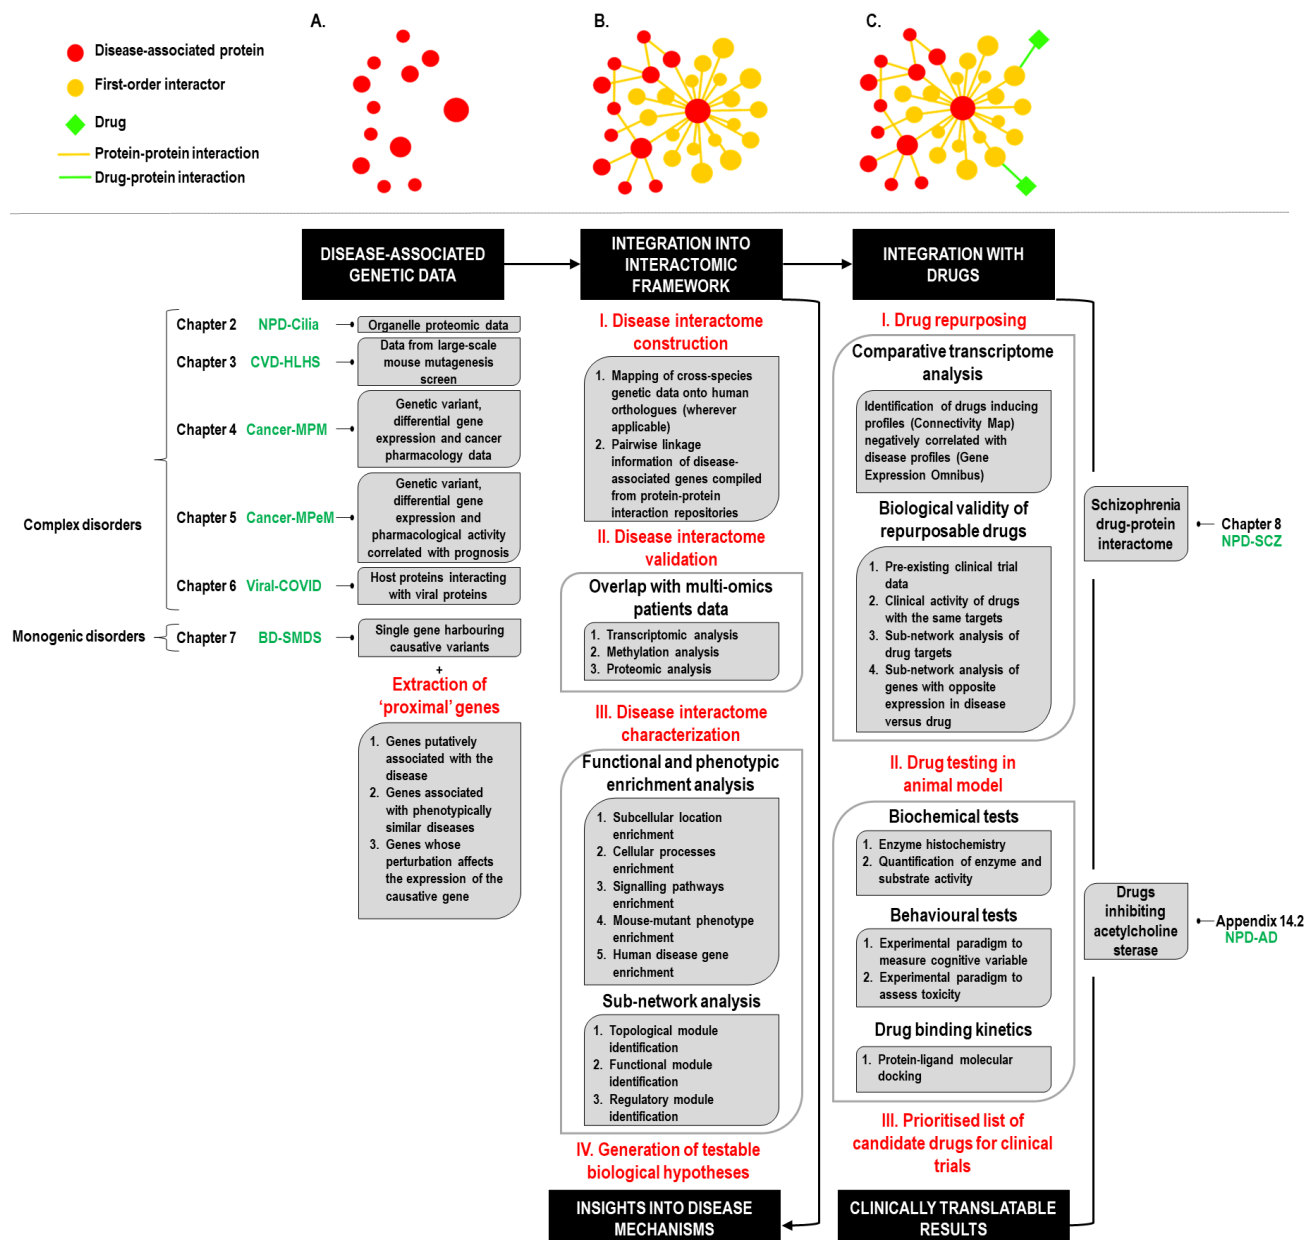 A.
B.
C.
Disease-associated protein
First-order interactor
Drug
Protein-protein interaction
Drug-protein interaction
DISEASE-ASSOCIATED
GENETIC DATA
INTEGRATION INTO
INTERACTOMIC
FRAMEWORK
INTEGRATION WITH
DRUGS
Complex disorders
Monogenic disorders
Chapter 2
NPD-Cilia
Organelle proteomic data
Chapter 3
CVD-HLHS
Data from large-scale
mouse mutagenesis
screen
Chapter 4
Cancer-MPM
Genetic variant,
differential gene
expression and cancer
pharmacology data
Chapter 5
Cancer-MPeM
Genetic variant,
differential gene
expression and
pharmacological activity
correlated with prognosis
Chapter 6
Viral-COVID
Host proteins interacting
with viral proteins
Chapter 7
BD-SMDS
Single gene harbouring
causative variants
+
Extraction of
‘proximal’ genes
1. Genes putatively
associated with the
disease
2. Genes associated
with phenotypically
similar diseases
3. Genes whose
perturbation affects
the expression of the
causative gene
I. Disease interactome
construction
1. Mapping of cross-species
genetic data onto human
orthologues (wherever
applicable)
2. Pairwise linkage
information of disease-
associated genes compiled
from protein-protein
interaction repositories
II. Disease interactome
validation
Overlap with multi-omics
patients data
1. Transcriptomic analysis
2. Methylation analysis
3. Proteomic analysis
III. Disease interactome
characterization
Functional and phenotypic
enrichment analysis
1. Subcellular location
enrichment
2. Cellular processes
enrichment
3. Signalling pathways
enrichment
4. Mouse-mutant phenotype
enrichment
5. Human disease gene
enrichment
Sub-network analysis
1. Topological module
identification
2. Functional module
identification
3. Regulatory module
identification
IV. Generation of testable
biological hypotheses
INSIGHTS INTO DISEASE
MECHANISMS
I. Drug repurposing
Comparative transcriptome
analysis
Identification of drugs inducing
profiles (Connectivity Map)
negatively correlated with
disease profiles (Gene
Expression Omnibus)
Biological validity of
repurposable drugs
1. Pre-existing clinical trial
data
2. Clinical activity of drugs
with the same targets
3. Sub-network analysis of
drug targets
4. Sub-network analysis of
genes with opposite
expression in disease
versus drug
II. Drug testing in
animal model
Biochemical tests
1. Enzyme histochemistry
2. Quantification of enzyme and
substrate activity
Behavioural tests
1. Experimental paradigm to
measure cognitive variable
2. Experimental paradigm to
assess toxicity
Drug binding kinetics
1. Protein-ligand molecular
docking
III. Prioritised list of
candidate drugs for clinical
trials
CLINICALLY TRANSLATABLE
RESULTS
Schizophrenia
drug-protein
interactome
Chapter 8
NPD-SCZ
Drugs
inhibiting
acetylcholine
sterase
Appendix 14.2
NPD-AD